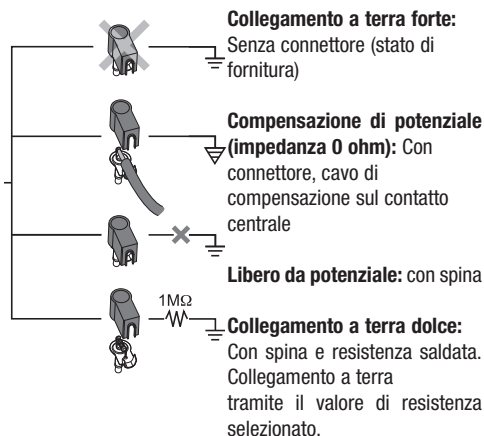 Collegamento a terra forte:
Senza connettore (stato di
fornitura)
Compensazione di potenziale
(impedenza 0 ohm): Con
connettore, cavo di
compensazione sul contatto
centrale
Libero da potenziale: con spina
1MΩ
Collegamento a terra dolce:
Con spina e resistenza saldata.
Collegamento a terra
tramite il valore di resistenza
selezionato.